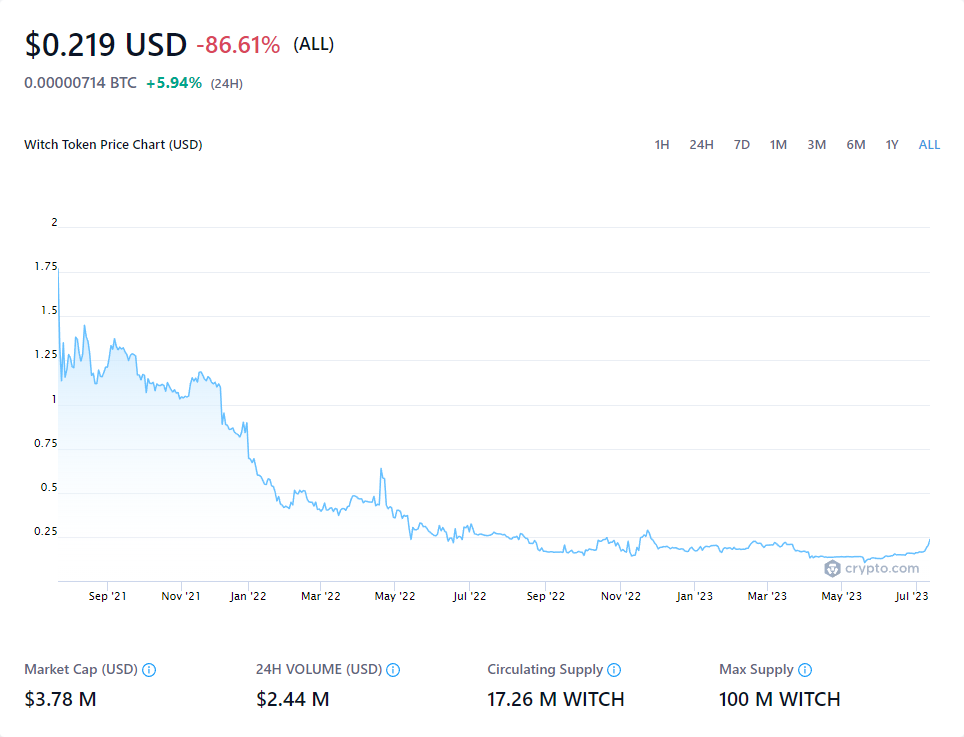 $0.219 USD -86.61% (ALL)
0.00000714 BTC +5.94% (24H)
Witch Token Price Chart (USD) 1H 24H 7D 1M 3M 6M 1Y ALL
2
1.75
1.5
1.25
1
0.75
0.5
0.25
crypto.com
Sep '21 Nov '21 Jan '22 Mar '22 May '22 Jul '22 Sep '22 Nov '22 Jan '23 Mar '23 May '23 Jul '23
Market Cap (USD) 24H VOLUME (USD) Circulating Supply Max Supply
$3.78 M $2.44 M 17.26 M WITCH 100 M WITCH